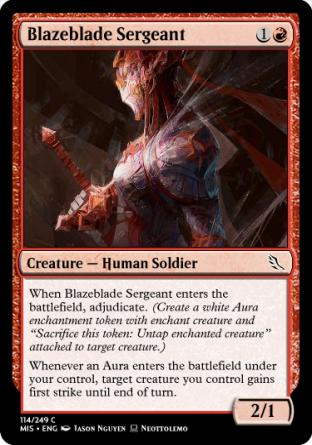 Blazeblade Sergeant 1
Creature — Human Soldier
When Blazeblade Sergeant enters the
battlefield, adjudicate. (Create a white Aura
enchantment token with enchant creature and
“Sacrifice this token: Untap enchanted creature”
attached to target creature.)
Whenever an Aura enters the battlefield under
your control, target creature you control gains
first strike until end of turn.
2/1
114/249 C
MIS • ENG Jason Nguyen Neottolemo